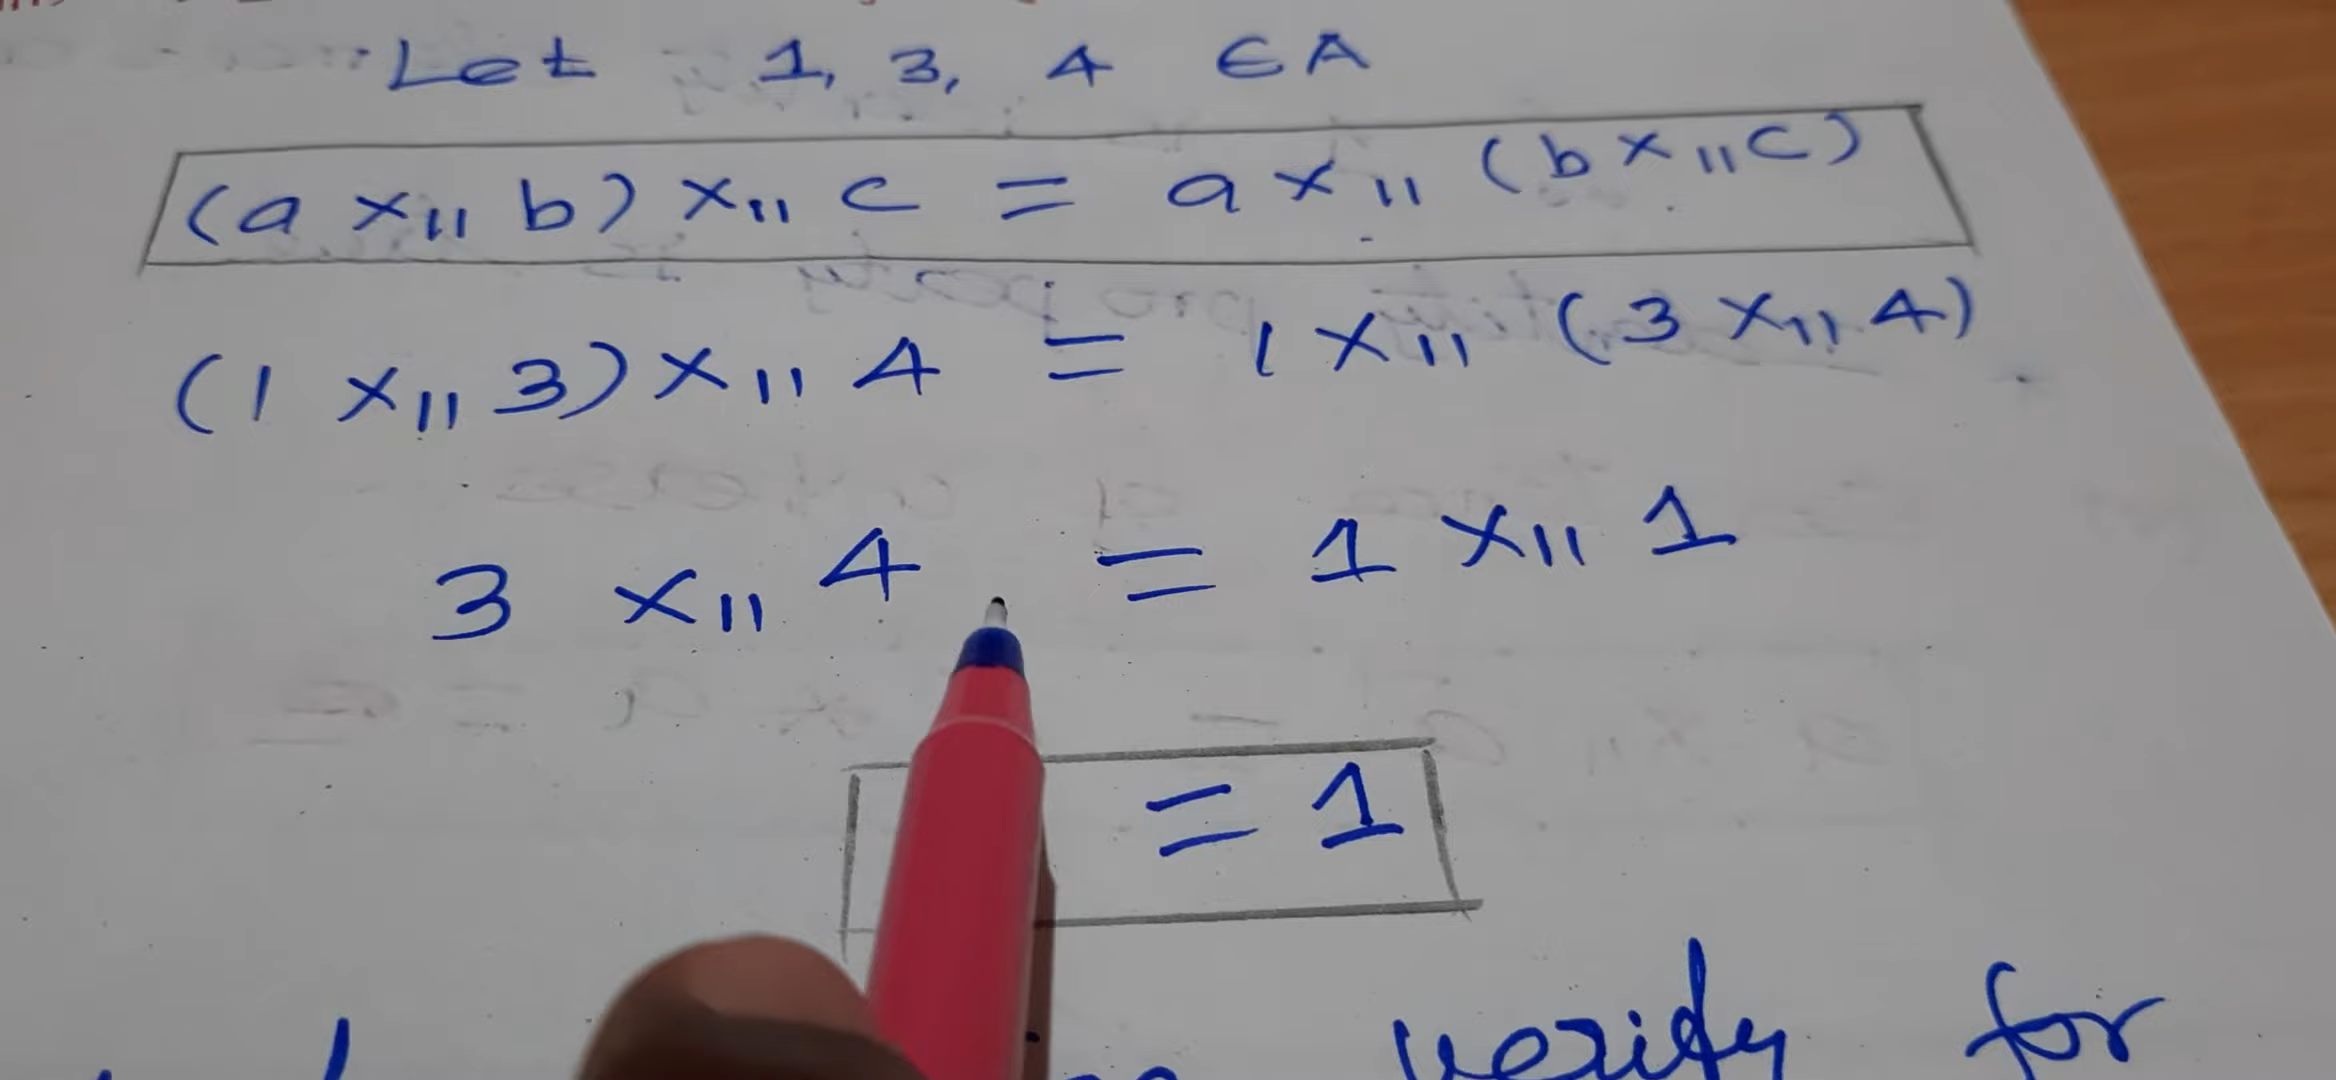 Let 1, 3, 4 ∈ A
(a ×₁₁ b) ×₁₁ c = a ×₁₁ (b ×₁₁ c)
(1 ×₁₁ 3) ×₁₁ 4 = 1 ×₁₁ (3 ×₁₁ 4)
3 ×₁₁ 4 = 1 ×₁₁ 1
= 1
verify for